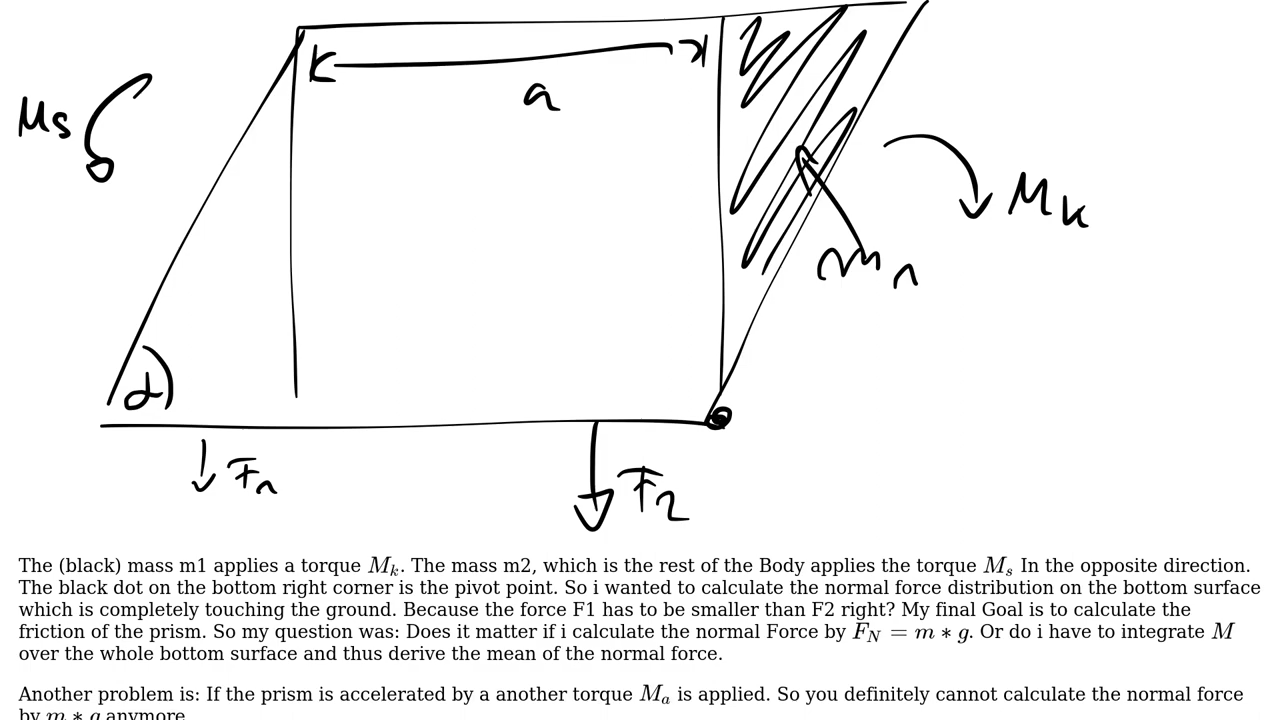 a
Ms
Mk
m1
α
F1
F2
The (black) mass m1 applies a torque M_k. The mass m2, which is the rest of the Body applies the torque M_s In the opposite direction.
The black dot on the bottom right corner is the pivot point. So i wanted to calculate the normal force distribution on the bottom surface
which is completely touching the ground. Because the force F1 has to be smaller than F2 right? My final Goal is to calculate the
friction of the prism. So my question was: Does it matter if i calculate the normal Force by F_N = m * g. Or do i have to integrate M
over the whole bottom surface and thus derive the mean of the normal force.
Another problem is: If the prism is accelerated by a another torque M_a is applied. So you definitely cannot calculate the normal force
by m * g anymore